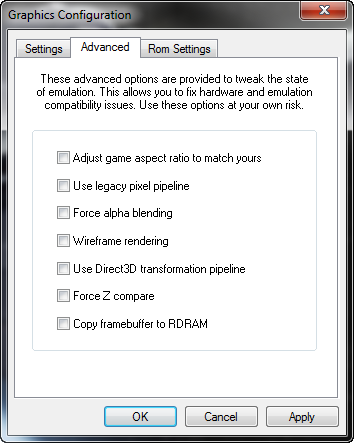 Graphics Configuration
Settings
Advanced
Rom Settings
These advanced options are provided to tweak the state
of emulation. This allows you to fix hardware and emulation
compatibility issues. Use these options at your own risk.
Adjust game aspect ratio to match yours
Use legacy pixel pipeline
Force alpha blending
Wireframe rendering
Use Direct3D transformation pipeline
Force Z compare
Copy framebuffer to RDRAM
OK
Cancel
Apply